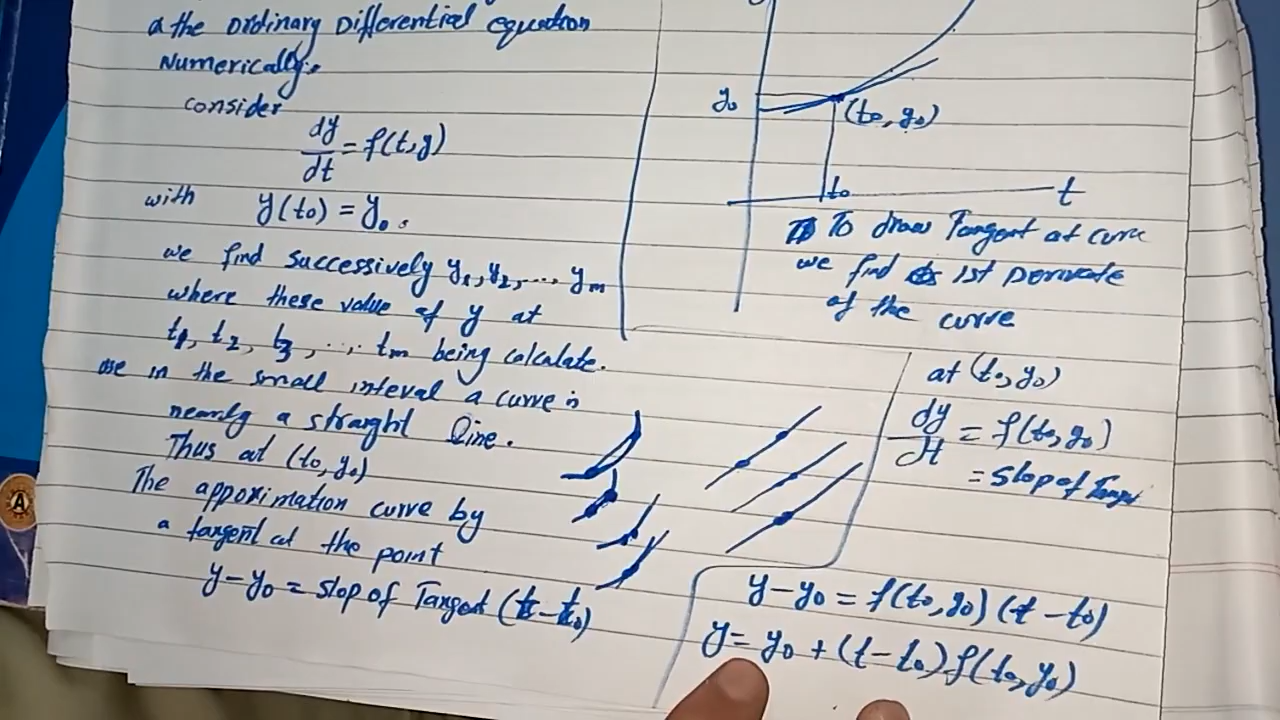 a the ordinary Differential equation
Numerically.
consider
dy/dt = f(t,y)
with y(t0) = y0.
we find successively y1, y2, ..., ym
where these value of y at
t1, t2, t3, ..., tm being calculate.
in the small interval a curve is
nearly a straight line.
Thus at (t0, y0)
The appoximation curve by
a tangent at the point
y-y0 = slop of Tangent (t-t0)
y0
(t0, y0)
t0
t
To draw Tangent at curve
we find 1st Derivate
of the curve
at (t0, y0)
dy/dt = f(t0, y0)
= slop of Tangnt
y-y0 = f(t0, y0)(t-t0)
y = y0 + (t-t0) f(t0, y0)
A